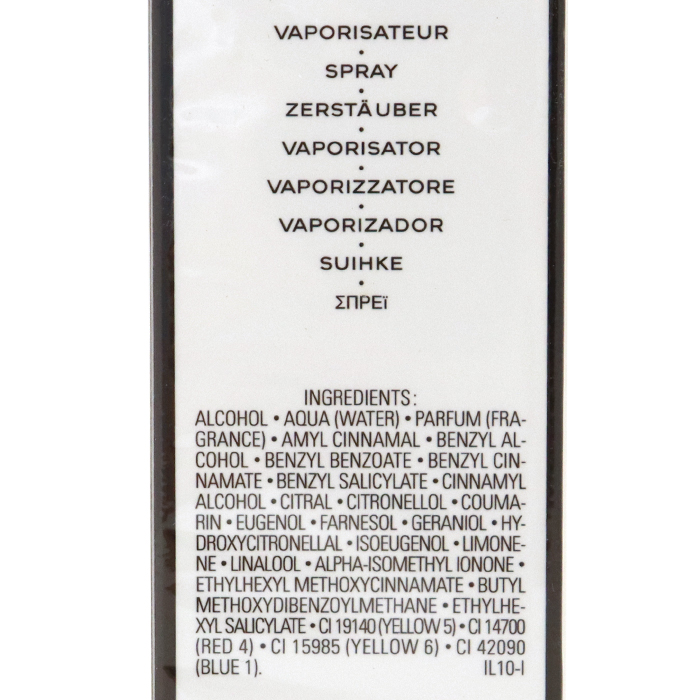 VAPORISATEUR
•
SPRAY
•
ZERSTÄUBER
•
VAPORISATOR
•
VAPORIZZATORE
•
VAPORIZADOR
•
SUIHKE
•
ΣΠΡΕϊ
INGREDIENTS:
ALCOHOL • AQUA (WATER) • PARFUM (FRA-
GRANCE) • AMYL CINNAMAL • BENZYL AL-
COHOL • BENZYL BENZOATE • BENZYL CIN-
NAMATE • BENZYL SALICYLATE • CINNAMYL
ALCOHOL • CITRAL • CITRONELLOL • COUMA-
RIN • EUGENOL • FARNESOL • GERANIOL • HY-
DROXYCITRONELLAL • ISOEUGENOL • LIMONE-
NE • LINALOOL • ALPHA-ISOMETHYL IONONE •
ETHYLHEXYL METHOXYCINNAMATE • BUTYL
METHOXYDIBENZOYLMETHANE • ETHYLHE-
XYL SALICYLATE • CI 19140 (YELLOW 5) • CI 14700
(RED 4) • CI 15985 (YELLOW 6) • CI 42090
(BLUE 1). IL10-I